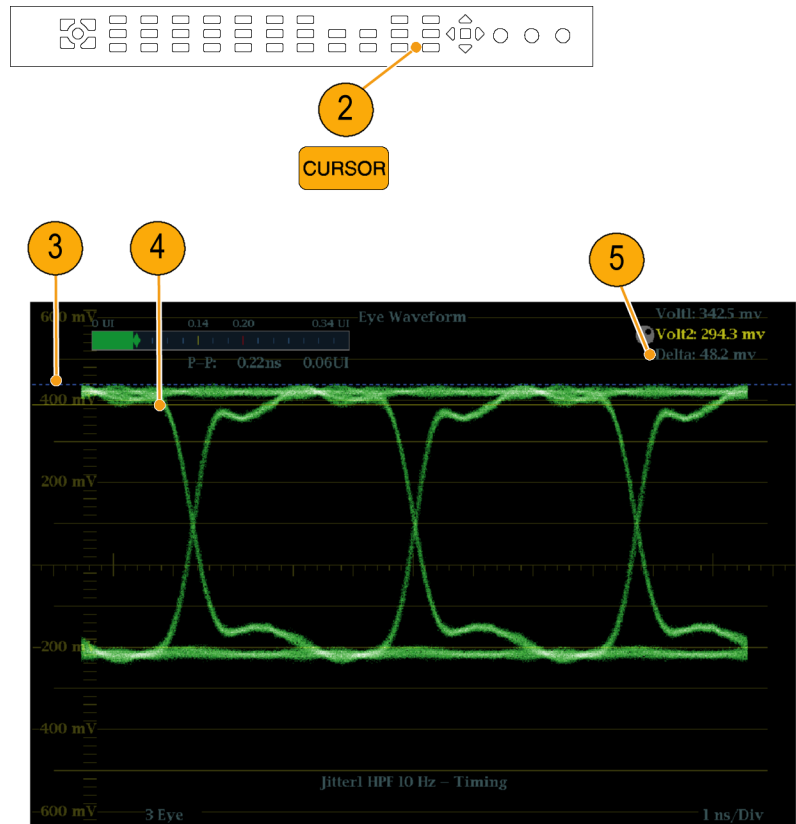 2
CURSOR
3
4
5
600 mV
0 UI 0.14 0.20 0.34 UI
Eye Waveform
Volt1: 342.5 mv
Volt2: 294.3 mv
Delta: 48.2 mv
P-P: 0.22ns 0.06UI
400 mV
200 mV
-200 mV
-400 mV
Jitter1 HPF 10 Hz - Timing
-600 mV
3 Eye
1 ns/Div